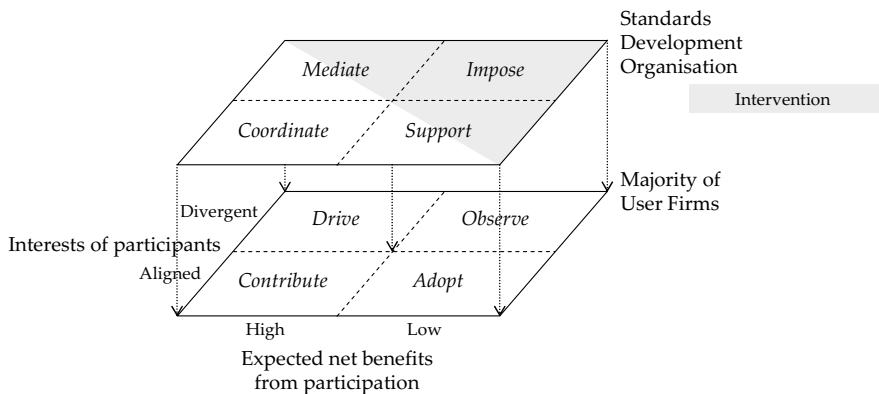 Standards
Development
Organisation
Mediate
Impose
Intervention
Coordinate
Support
Majority of
User Firms
Divergent
Drive
Observe
Interests of participants
Aligned
Contribute
Adopt
High
Low
Expected net benefits
from participation